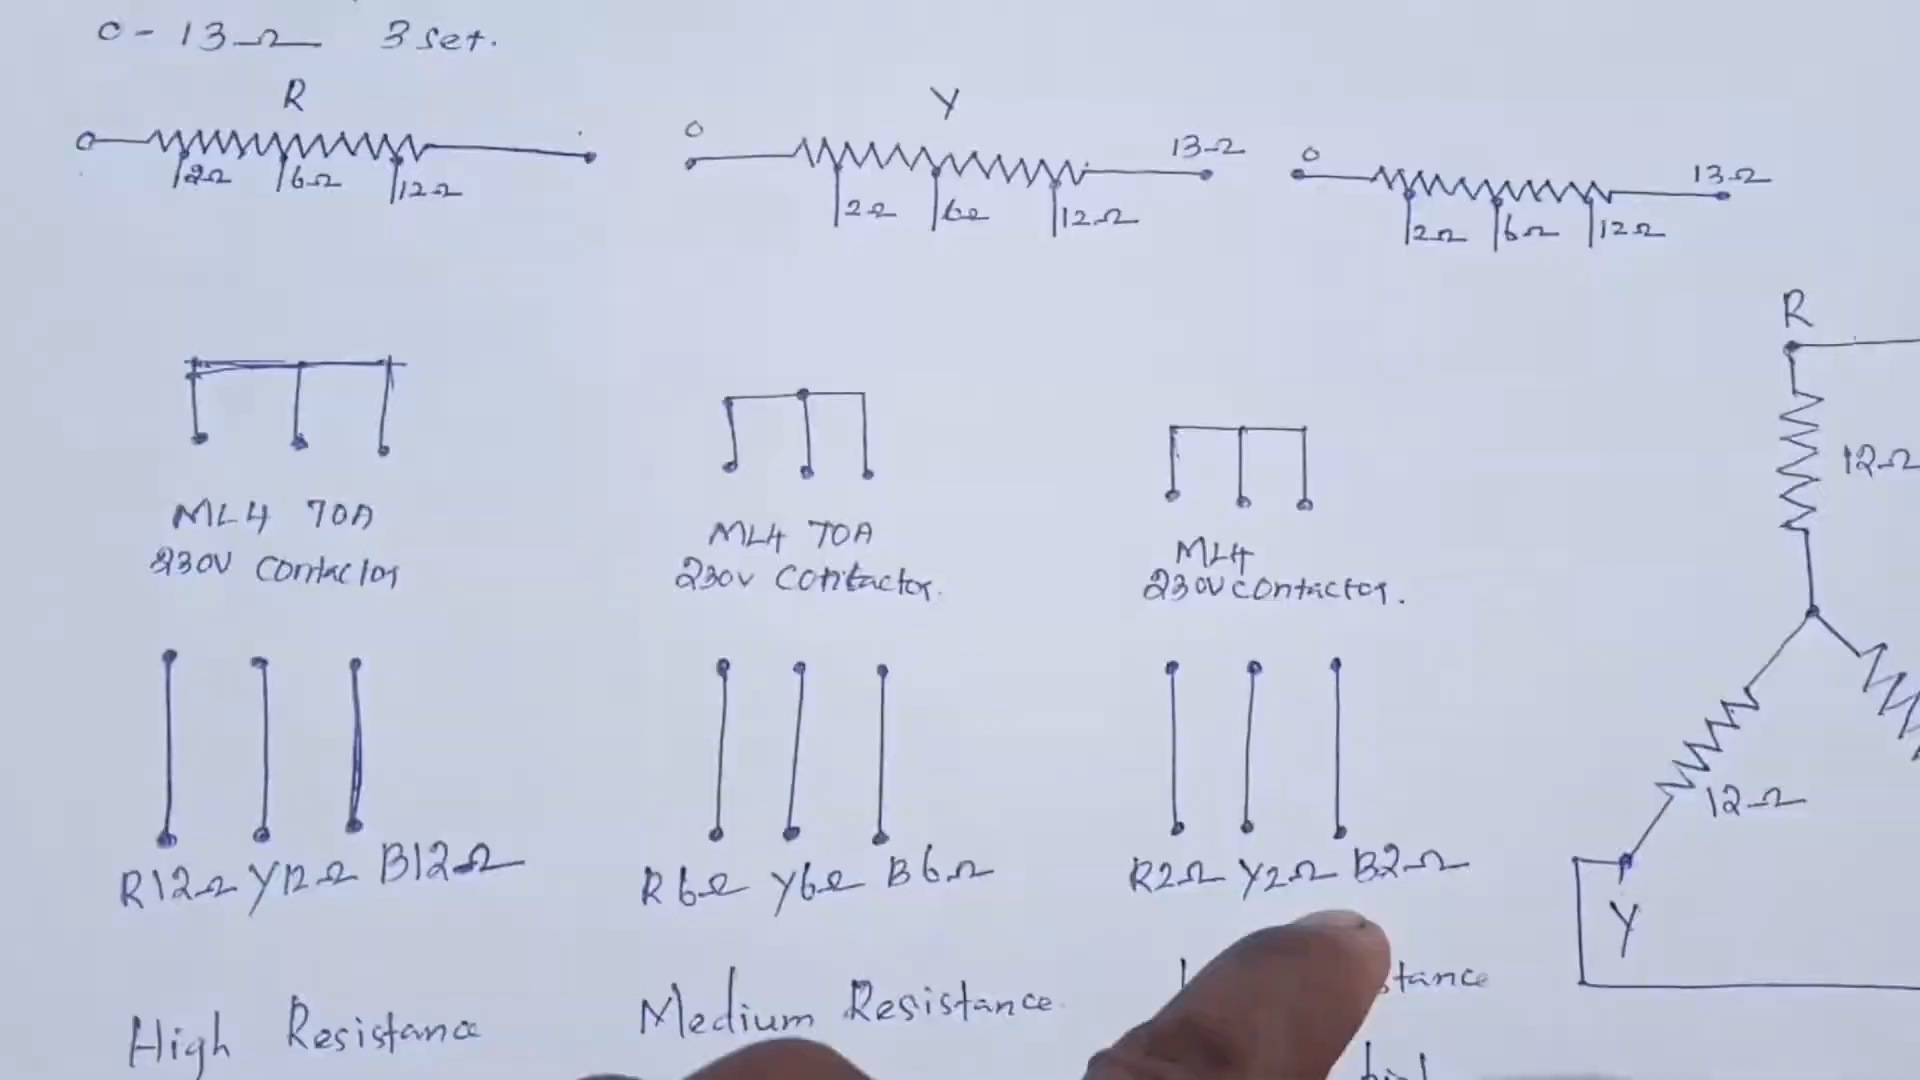 0 - 13Ω 3 set.
R
2Ω 6Ω 12Ω
Y
0 13Ω
2Ω 6Ω 12Ω
0 13Ω
2Ω 6Ω 12Ω
ML4 70A
230V Contactor
ML4 70A
230V Contactor.
ML4
230V contactor.
R12Ω Y12Ω B12Ω
R6Ω Y6Ω B6Ω
R2Ω Y2Ω B2Ω
High Resistance
Medium Resistance
R
12Ω
12Ω
Y